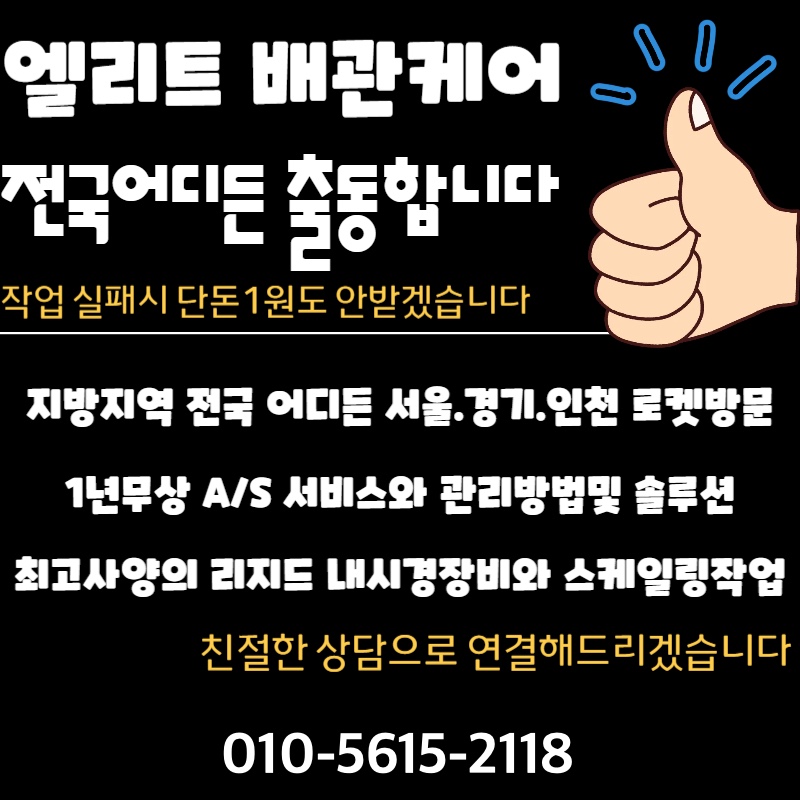 엘리트 배관케어
전국어디든 출동합니다
작업 실패시 단돈1원도 안받겠습니다
지방지역 전국 어디든 서울.경기.인천 로켓방문
1년무상 A/S 서비스와 관리방법및 솔루션
최고사양의 리지드 내시경장비와 스케일링작업
친절한 상담으로 연결해드리겠습니다
010-5615-2118